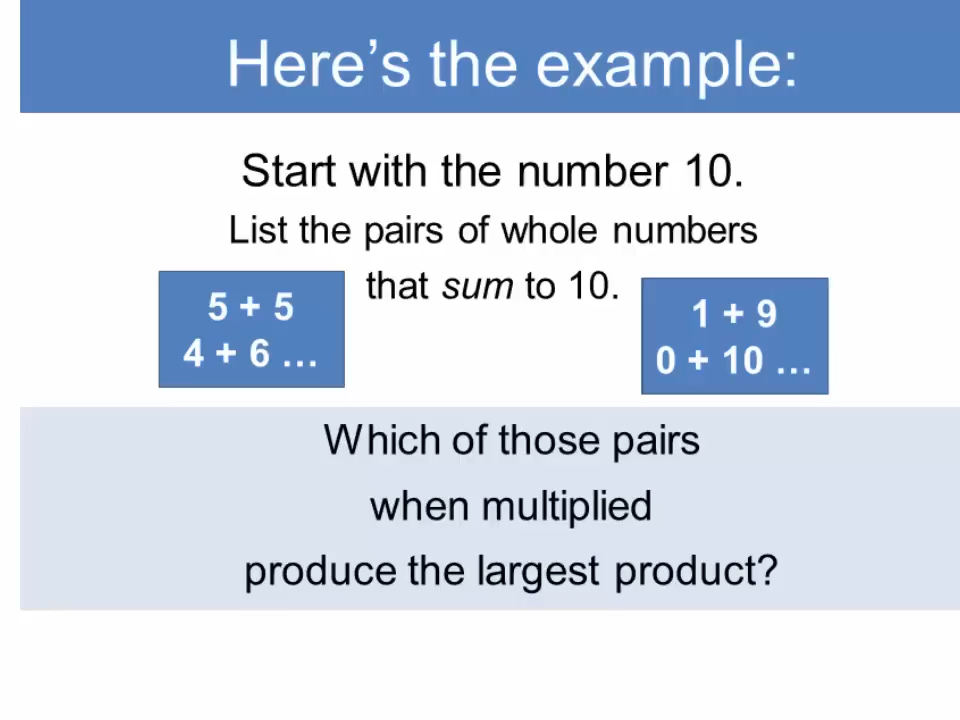 Here’s the example:
Start with the number 10.
List the pairs of whole numbers
that sum to 10.
5 + 5
4 + 6 …
1 + 9
0 + 10 …
Which of those pairs
when multiplied
produce the largest product?